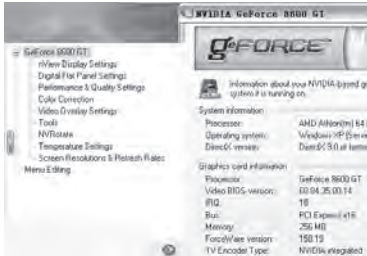 NVIDIA GeForce 8600 GT
GeForce 8600 GT
nView Display Settings
Digital Flat Panel Settings
Performance & Quality Settings
Color Correction
Video Overlay Settings
Tools
NVRotate
Temperature Settings
Screen Resolutions & Refresh Rates
Menu Editing
GeFORCE
Information about your NVIDIA-based gr
system it is running on.
System information
Processor: AMD Athlon(tm) 64
Operating system: Windows XP (Serv
DirectX version: DirectX 9.0 or
Graphics card information
Processor: GeForce 8600 GT
Video BIOS version: 60.84.35.00.14
IRQ: 16
Bus: PCI Express x16
Memory: 256 MB
ForceWare version: 158.19
TV Encoder Type: NVIDIA integrated